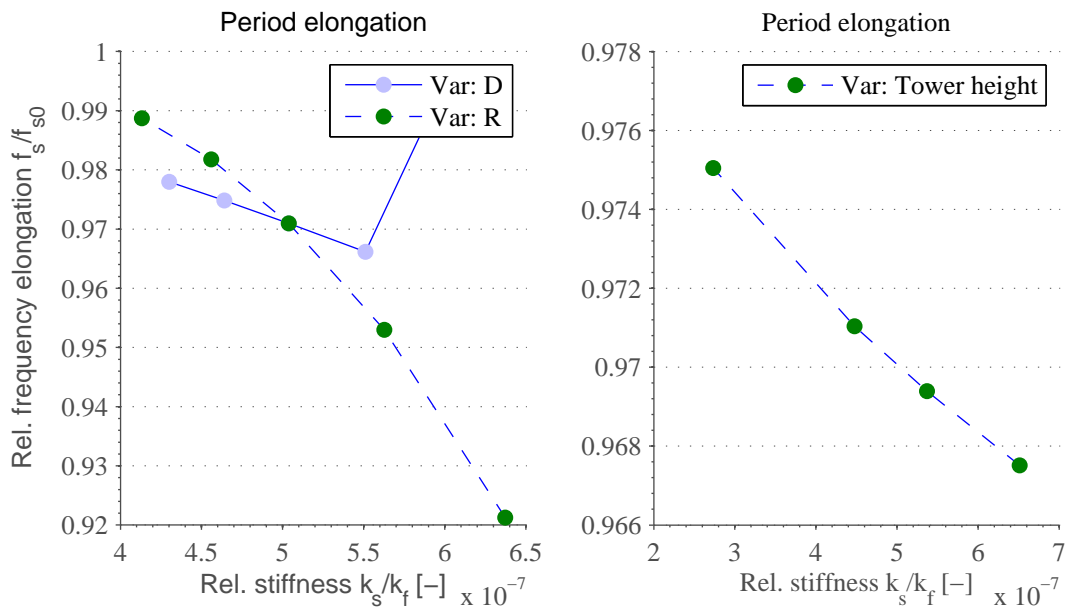 Period elongation
Rel. frequency elongation f_s/f_s0
1
0.99
0.98
0.97
0.96
0.95
0.94
0.93
0.92
Var: D
Var: R
4
4.5
5
5.5
6
6.5
Rel. stiffness k_s/k_f [−]
x 10^−7
Period elongation
0.978
0.976
0.974
0.972
0.97
0.968
0.966
Var: Tower height
2
3
4
5
6
7
Rel. stiffness k_s/k_f [−]
x 10^−7